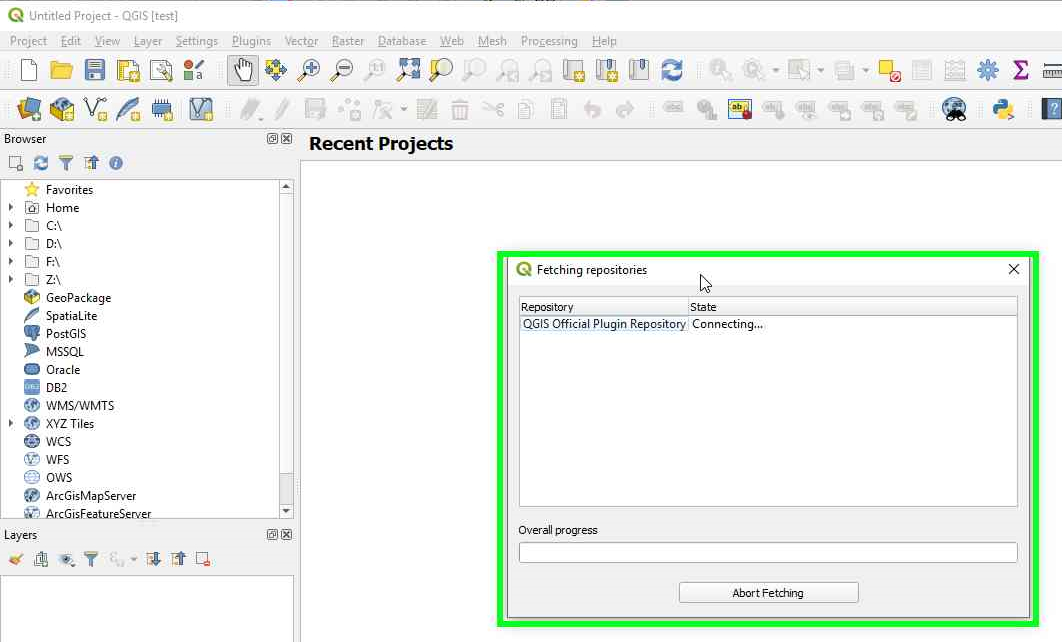 Untitled Project - QGIS [test]
Project Edit View Layer Settings Plugins Vector Raster Database Web Mesh Processing Help
Browser
Recent Projects
Favorites
Home
C:\
D:\
F:\
Z:\
GeoPackage
SpatiaLite
PostGIS
MSSQL
Oracle
DB2
WMS/WMTS
XYZ Tiles
WCS
WFS
OWS
ArcGisMapServer
ArcGisFeatureServer
Layers
Fetching repositories
Repository State
QGIS Official Plugin Repository Connecting...
Overall progress
Abort Fetching